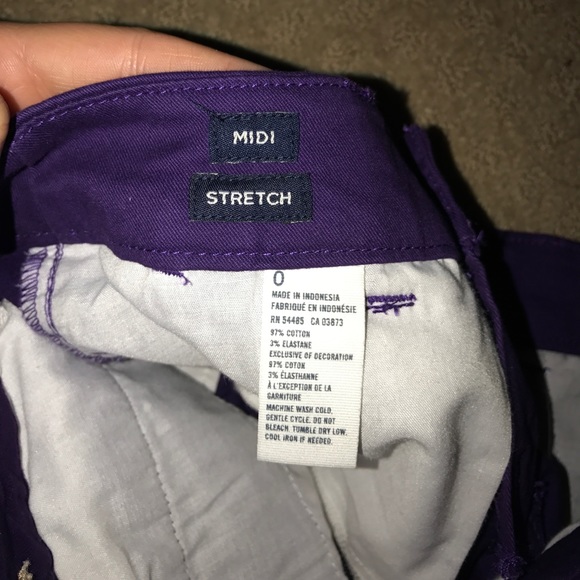 MIDI
STRETCH
0
MADE IN INDONESIA
FABRIQUÉ EN INDONÉSIE
RN 54485 CA 03873
97% COTTON
3% ELASTANE
EXCLUSIVE OF DECORATION
97% COTON
3% ÉLASTHANNE
À L'EXCEPTION DE LA
GARNITURE
MACHINE WASH COLD.
GENTLE CYCLE. DO NOT
BLEACH. TUMBLE DRY LOW.
COOL IRON IF NEEDED.